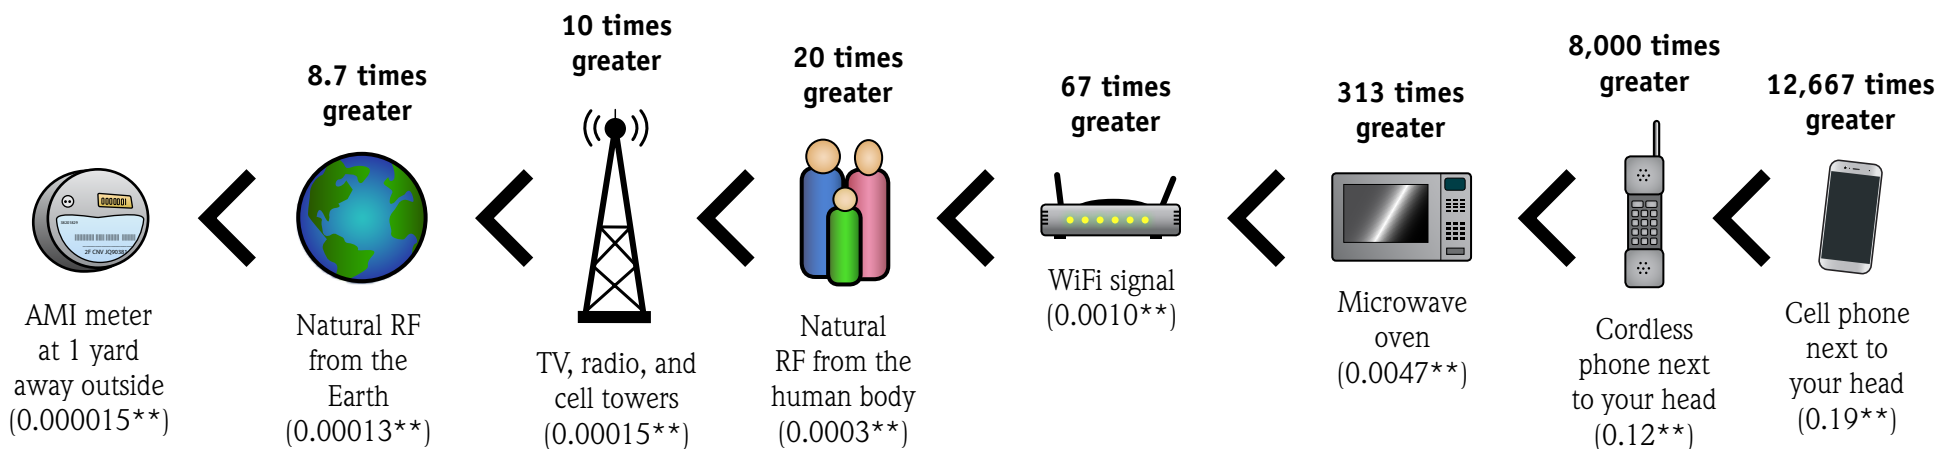 0000001
2F CNV JQ9038
AMI meter
at 1 yard
away outside
(0.000015**)
8.7 times
greater
Natural RF
from the
Earth
(0.00013**)
10 times
greater
TV, radio, and
cell towers
(0.00015**)
20 times
greater
Natural
RF from the
human body
(0.0003**)
67 times
greater
WiFi signal
(0.0010**)
313 times
greater
Microwave
oven
(0.0047**)
8,000 times
greater
Cordless
phone next
to your head
(0.12**)
12,667 times
greater
Cell phone
next to
your head
(0.19**)